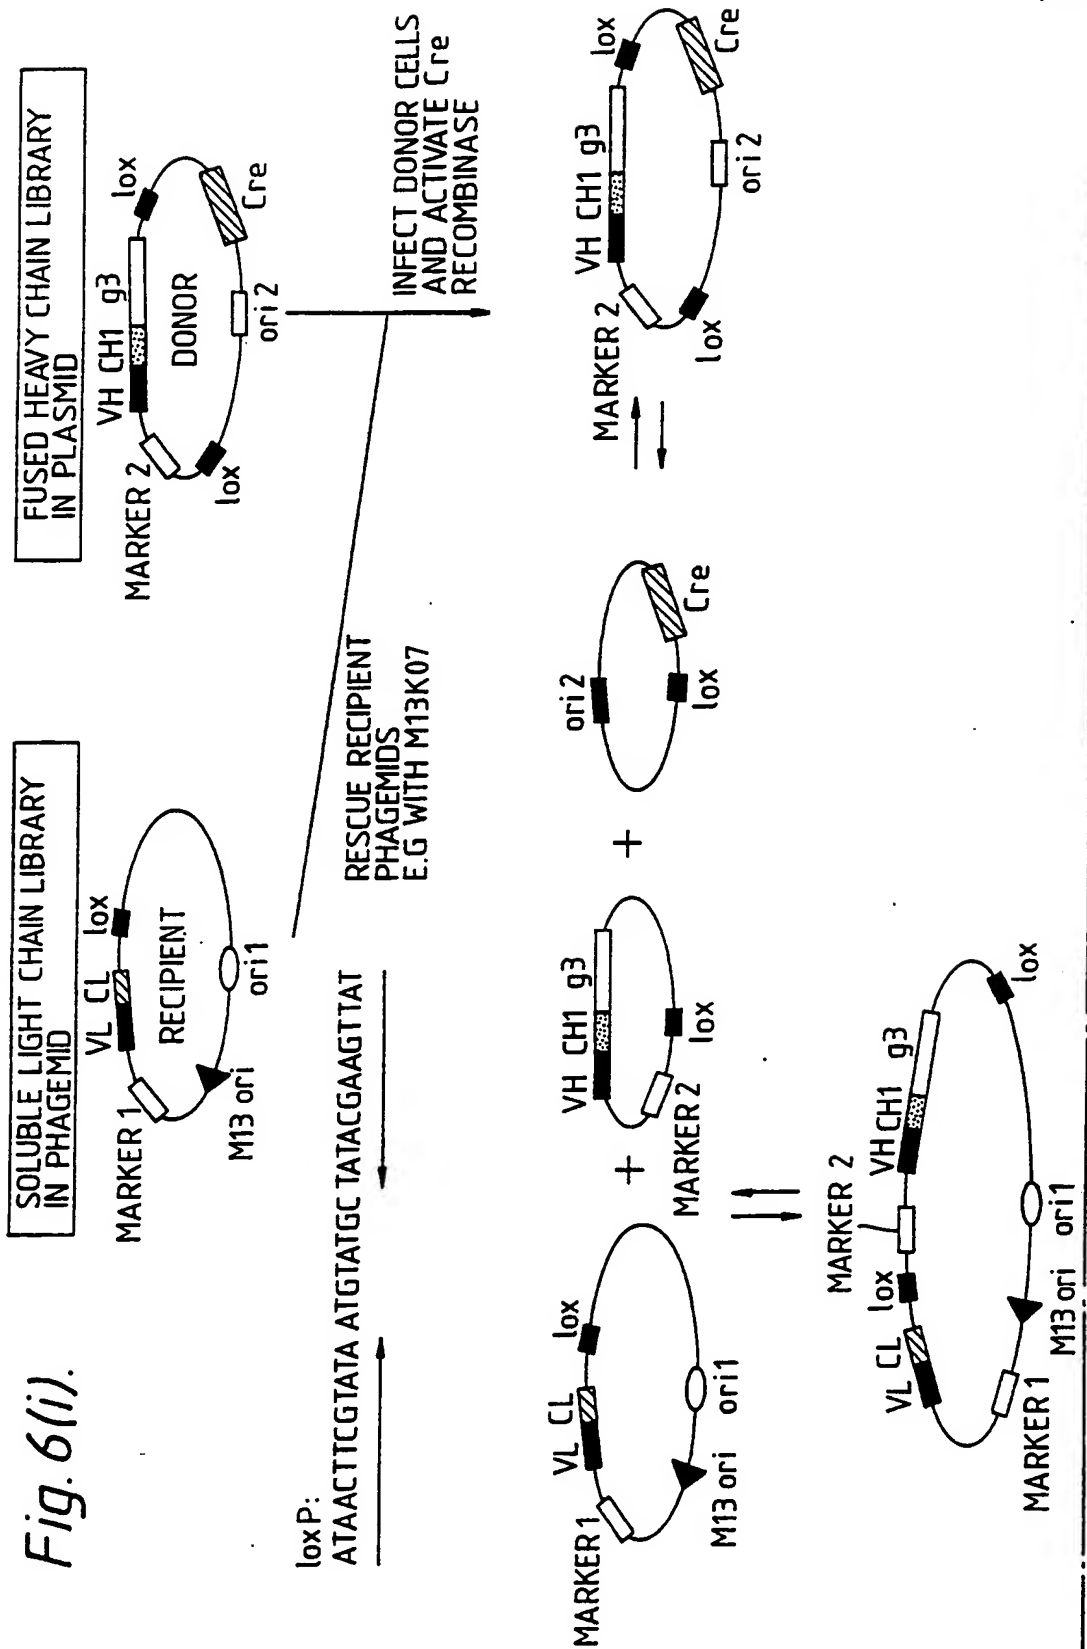 Fig. 6(i).
SOLUBLE LIGHT CHAIN LIBRARY
IN PHAGEMID
FUSED HEAVY CHAIN LIBRARY
IN PLASMID
MARKER 1
VL CL
lox
RECIPIENT
M13 ori
ori1
MARKER 2
VH CH1 g3
lox
DONOR
lox
ori 2
Cre
loxP:
ATAACTTCGTATA ATGTATGC TATACGAAGTTAT
RESCUE RECIPIENT
PHAGEMIDS
E.G WITH M13K07
INFECT DONOR CELLS
AND ACTIVATE Cre
RECOMBINASE
MARKER 1
VL CL
lox
M13 ori
ori1
+
VH CH1 g3
MARKER 2
lox
+
ori 2
lox
Cre
MARKER 2
VH CH1 g3
lox
lox
ori 2
Cre
VL CL
lox
MARKER 2
VH CH1
g3
lox
MARKER 1
M13 ori
ori1